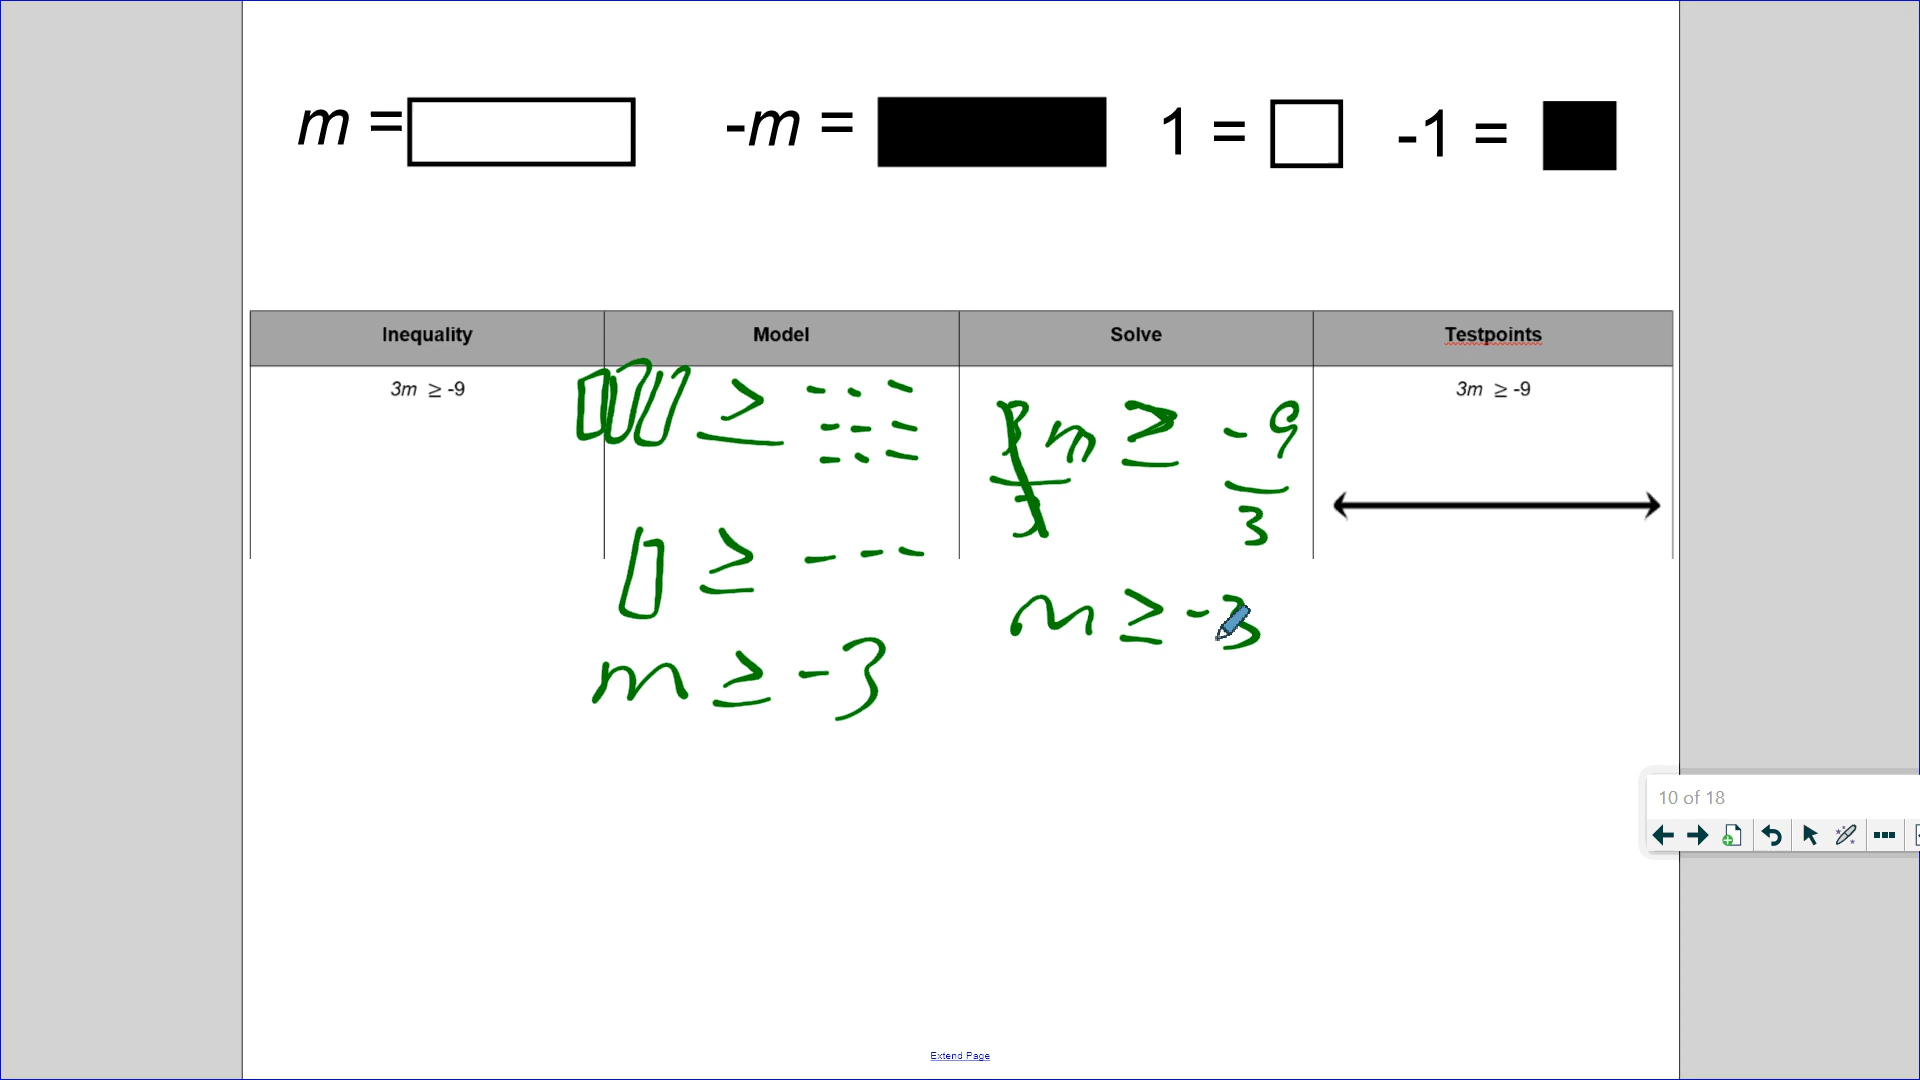 m = -m = 1 = -1 =
Inequality Model Solve Testpoints
3m ≥ -9
≥ - - -
- - -
- - -
≥ - - -
m ≥ -3
3m ≥ -9
3 3
m ≥ -3
3m ≥ -9
10 of 18
Extend Page